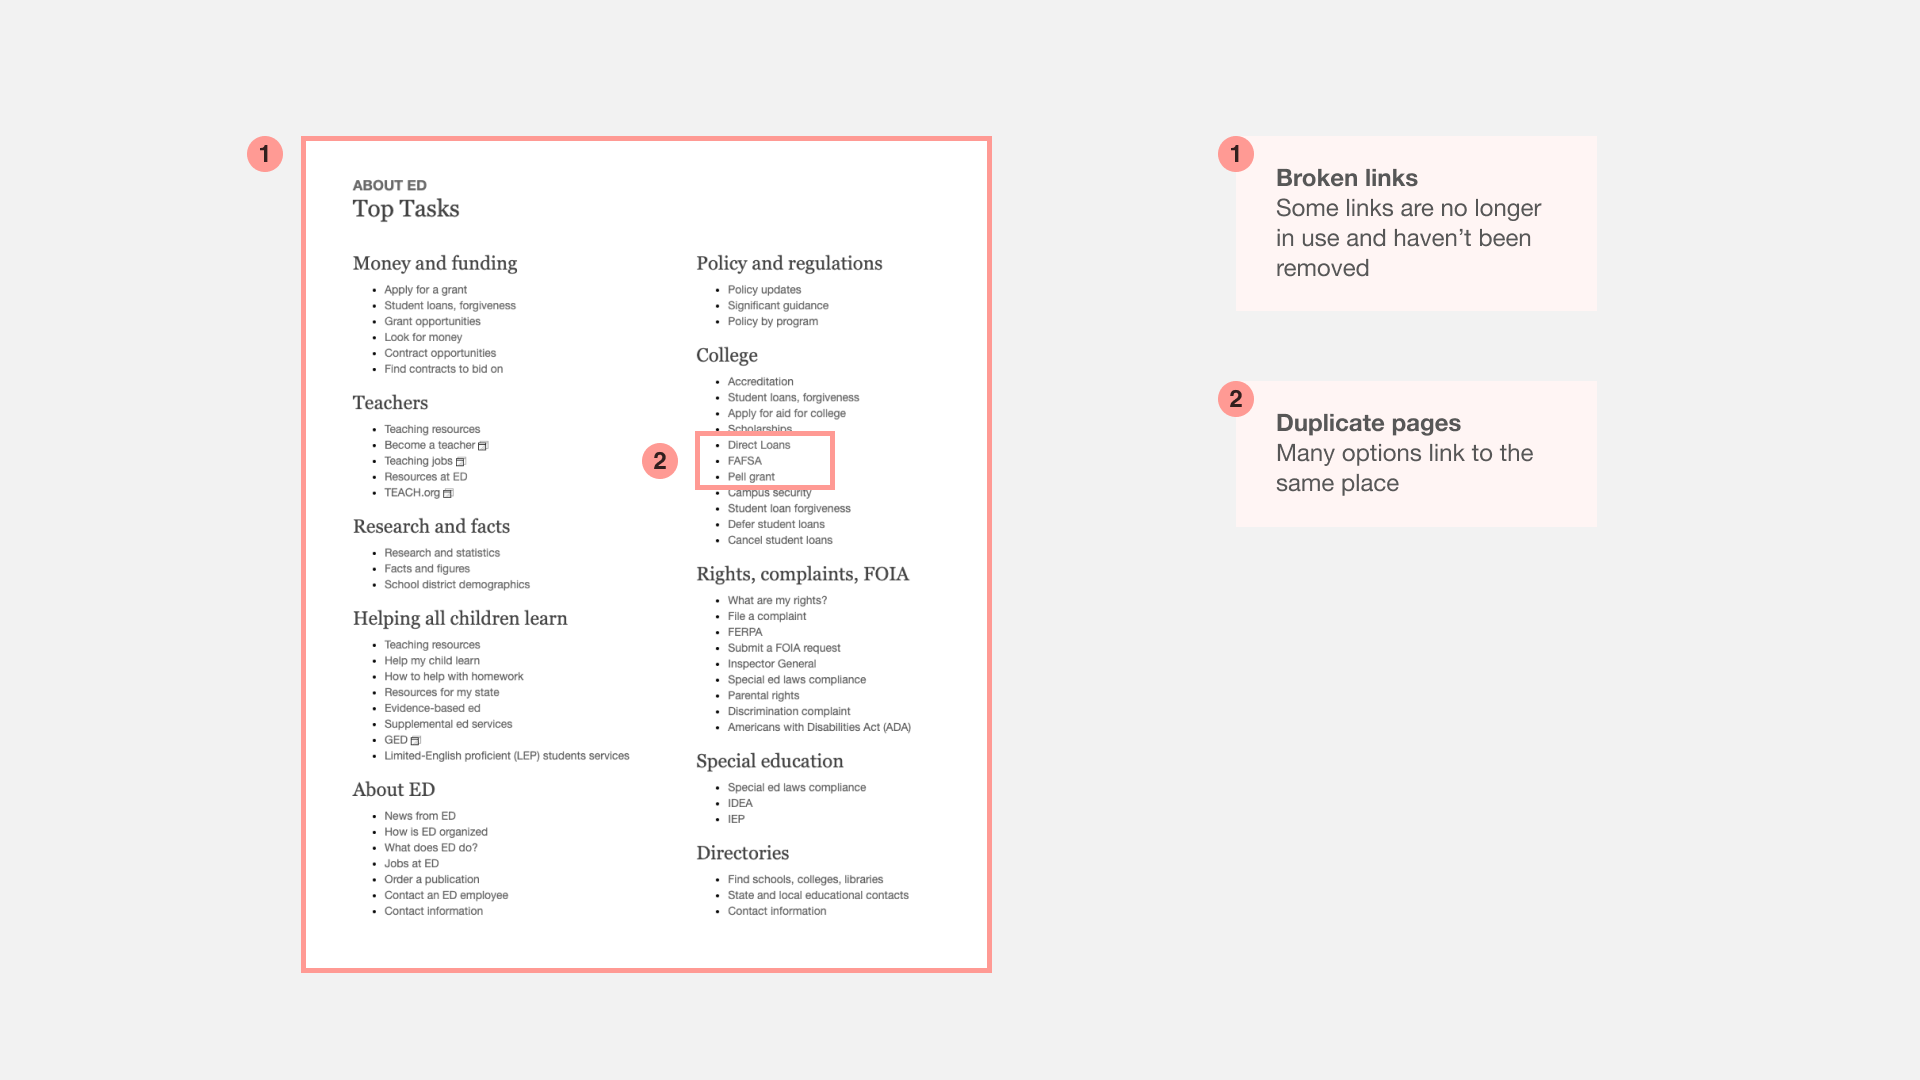 1
ABOUT ED
Top Tasks
Money and funding
Apply for a grant
Student loans, forgiveness
Grant opportunities
Look for money
Contract opportunities
Find contracts to bid on
Teachers
Teaching resources
Become a teacher
Teaching jobs
Resources at ED
TEACH.org
Research and facts
Research and statistics
Facts and figures
School district demographics
Helping all children learn
Teaching resources
Help my child learn
How to help with homework
Resources for my state
Evidence-based ed
Supplemental ed services
GED
Limited-English proficient (LEP) students services
About ED
News from ED
How is ED organized
What does ED do?
Jobs at ED
Order a publication
Contact an ED employee
Contact information
Policy and regulations
Policy updates
Significant guidance
Policy by program
College
Accreditation
Student loans, forgiveness
Apply for aid for college
Scholarships
2
Direct Loans
FAFSA
Pell grant
Campus security
Student loan forgiveness
Defer student loans
Cancel student loans
Rights, complaints, FOIA
What are my rights?
File a complaint
FERPA
Submit a FOIA request
Inspector General
Special ed laws compliance
Parental rights
Discrimination complaint
Americans with Disabilities Act (ADA)
Special education
Special ed laws compliance
IDEA
IEP
Directories
Find schools, colleges, libraries
State and local educational contacts
Contact information
1
Broken links
Some links are no longer
in use and haven’t been
removed
2
Duplicate pages
Many options link to the
same place